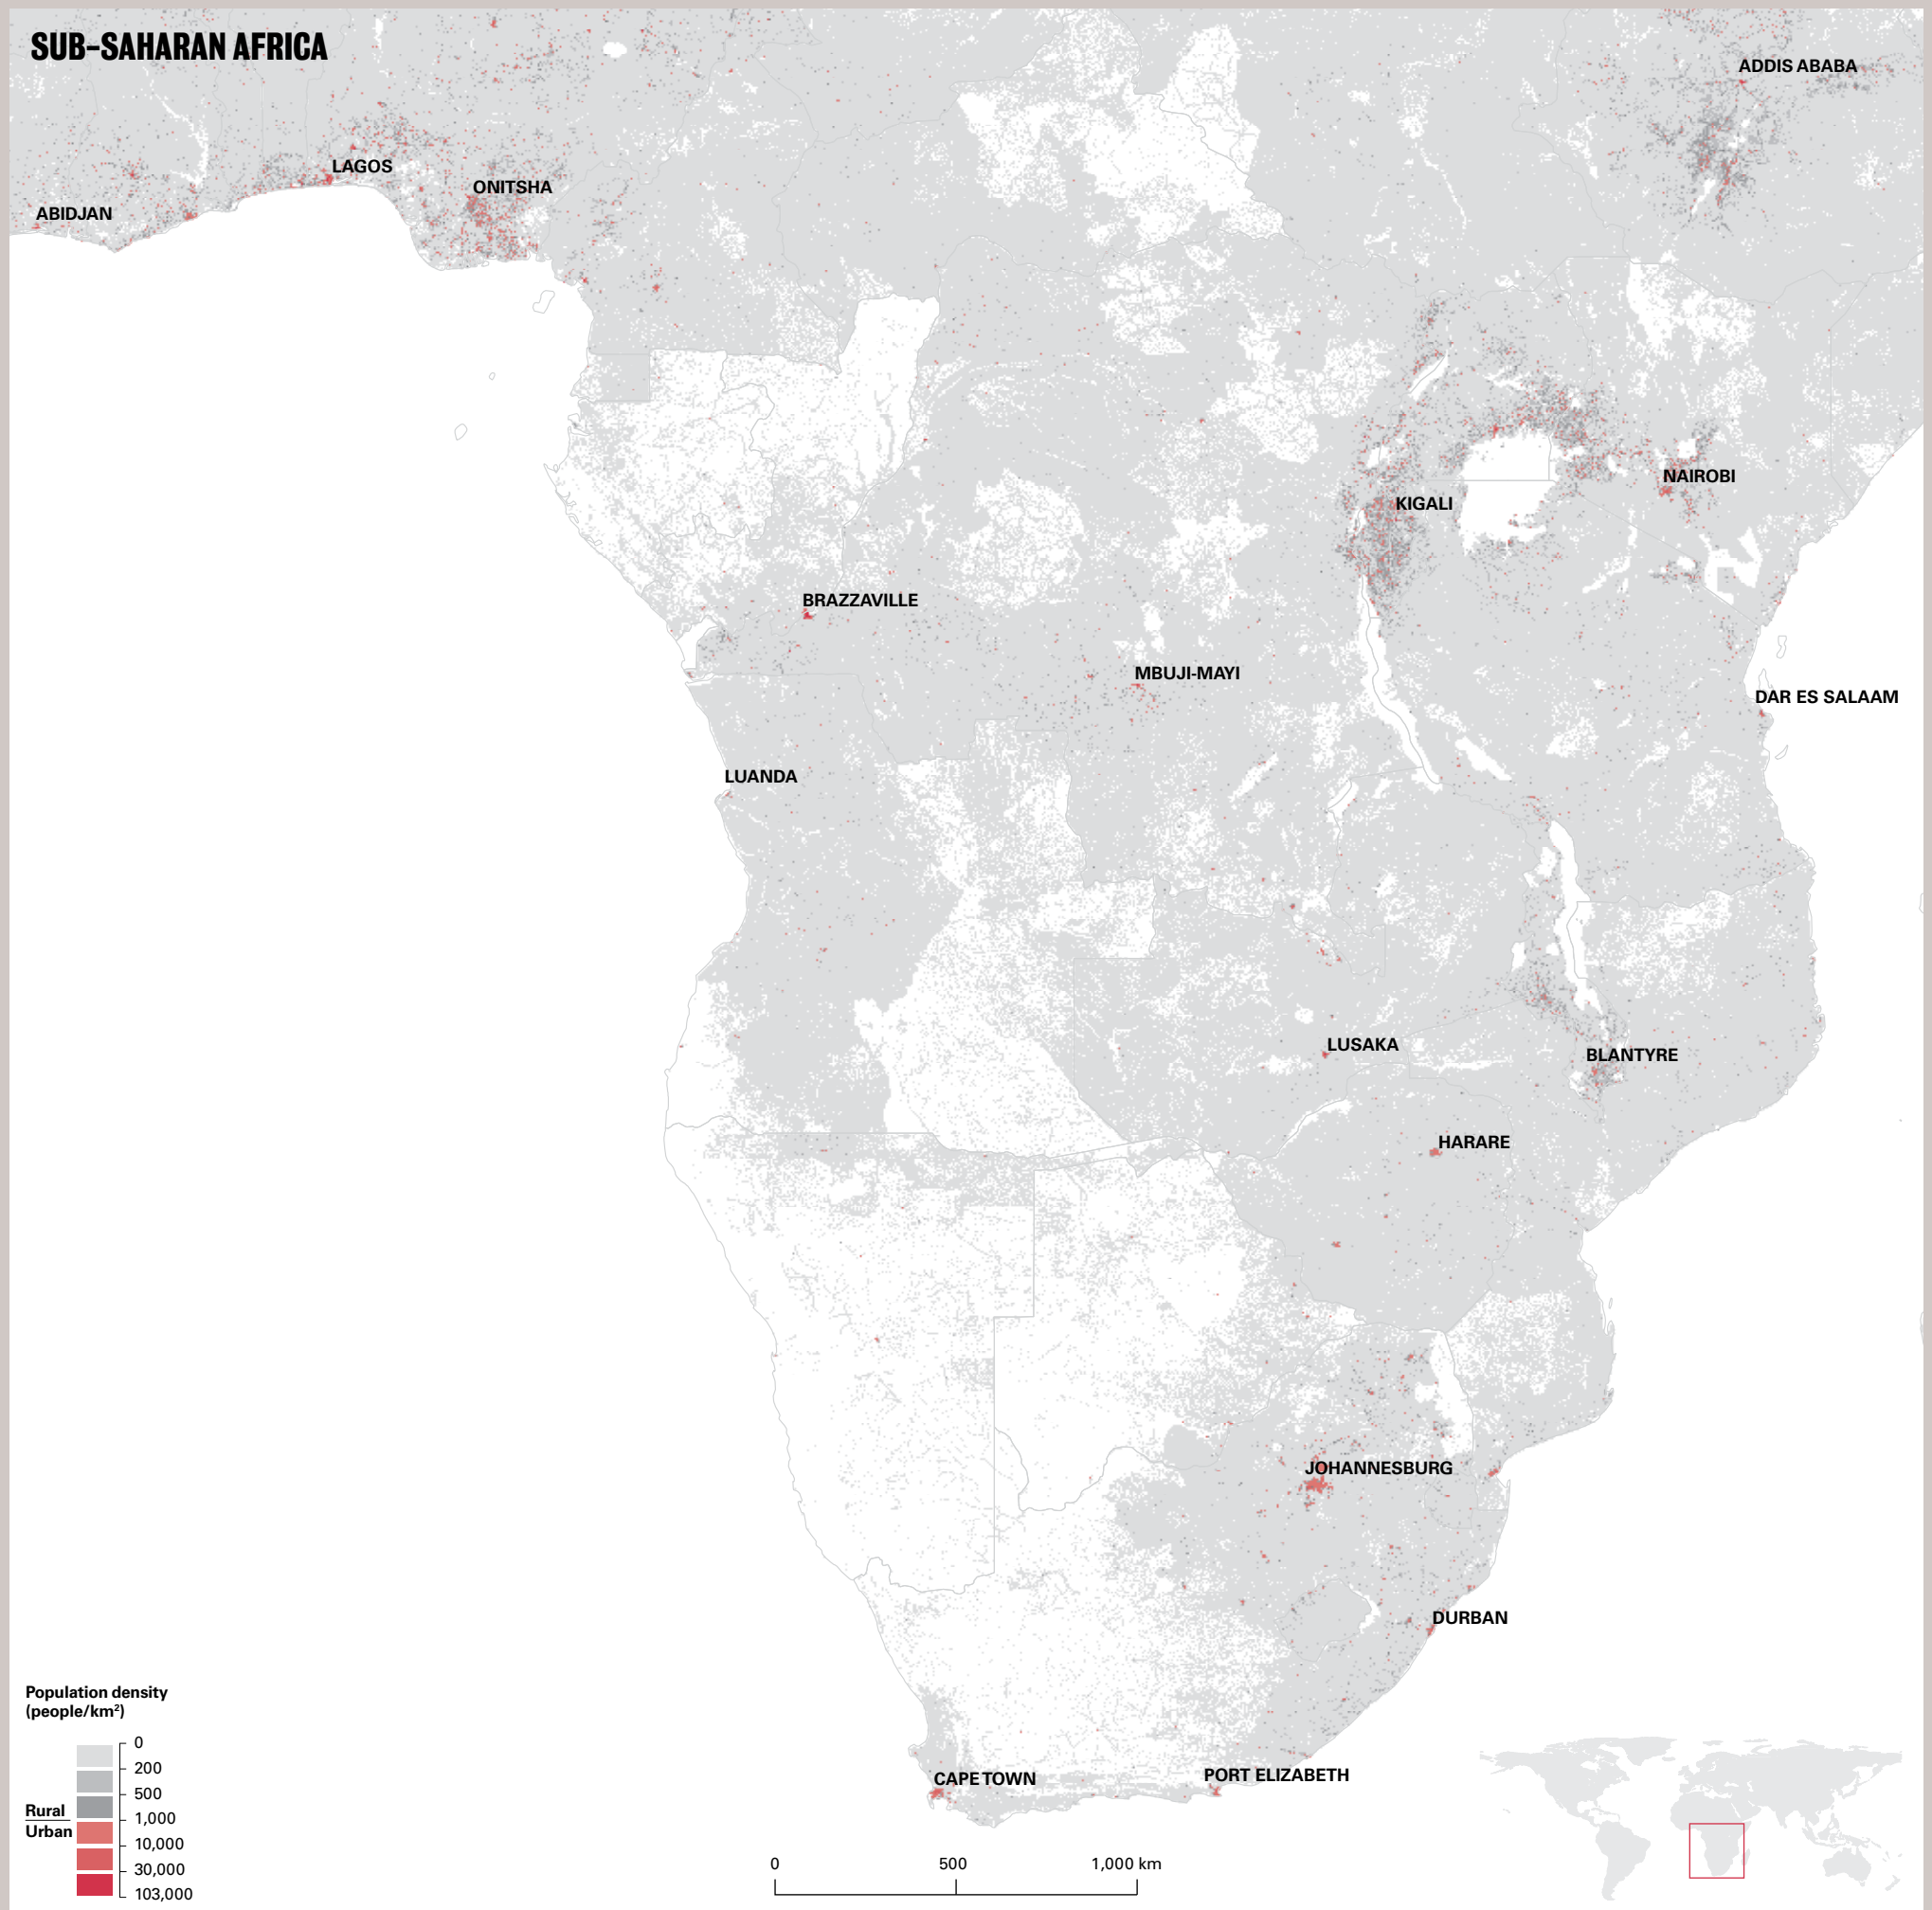 SUB-SAHARAN AFRICA
ADDIS ABABA
LAGOS
ONITSHA
ABIDJAN
NAIROBI
KIGALI
BRAZZAVILLE
MBUJI-MAYI
DAR ES SALAAM
LUANDA
LUSAKA
BLANTYRE
HARARE
JOHANNESBURG
DURBAN
CAPE TOWN
PORT ELIZABETH
Population density
(people/km²)
0
200
500
Rural
1,000
Urban
10,000
30,000
103,000
0 500 1,000 km